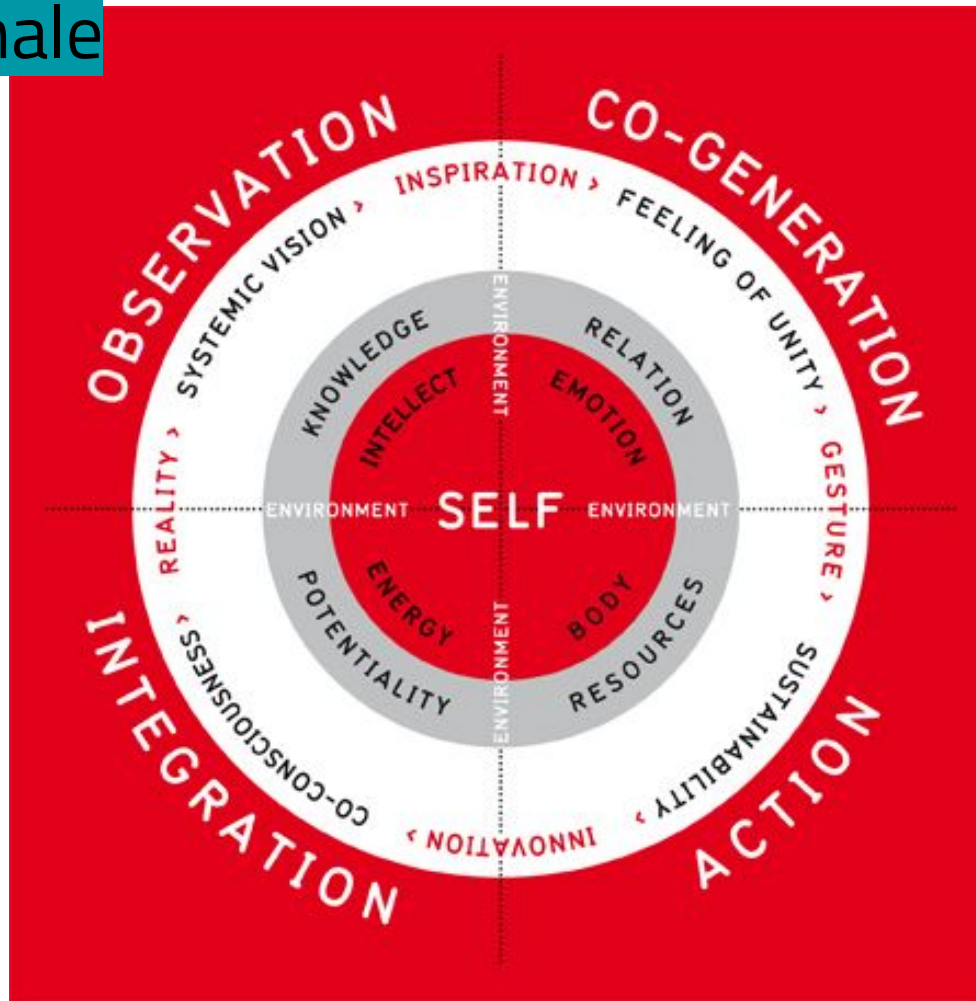 nale
OBSERVATION
CO-GENERATION
INSPIRATION >
FEELING OF UNITY >
GESTURE >
SUSTAINABILITY >
INNOVATION >
CO-CONSCIOUSNESS >
REALITY >
SYSTEMIC VISION >
KNOWLEDGE
RELATION
RESOURCES
POTENTIALITY
INTELLECT
EMOTION
BODY
ENERGY
ENVIRONMENT
ENVIRONMENT
SELF
ENVIRONMENT
ENVIRONMENT
INTEGRATION
ACTION